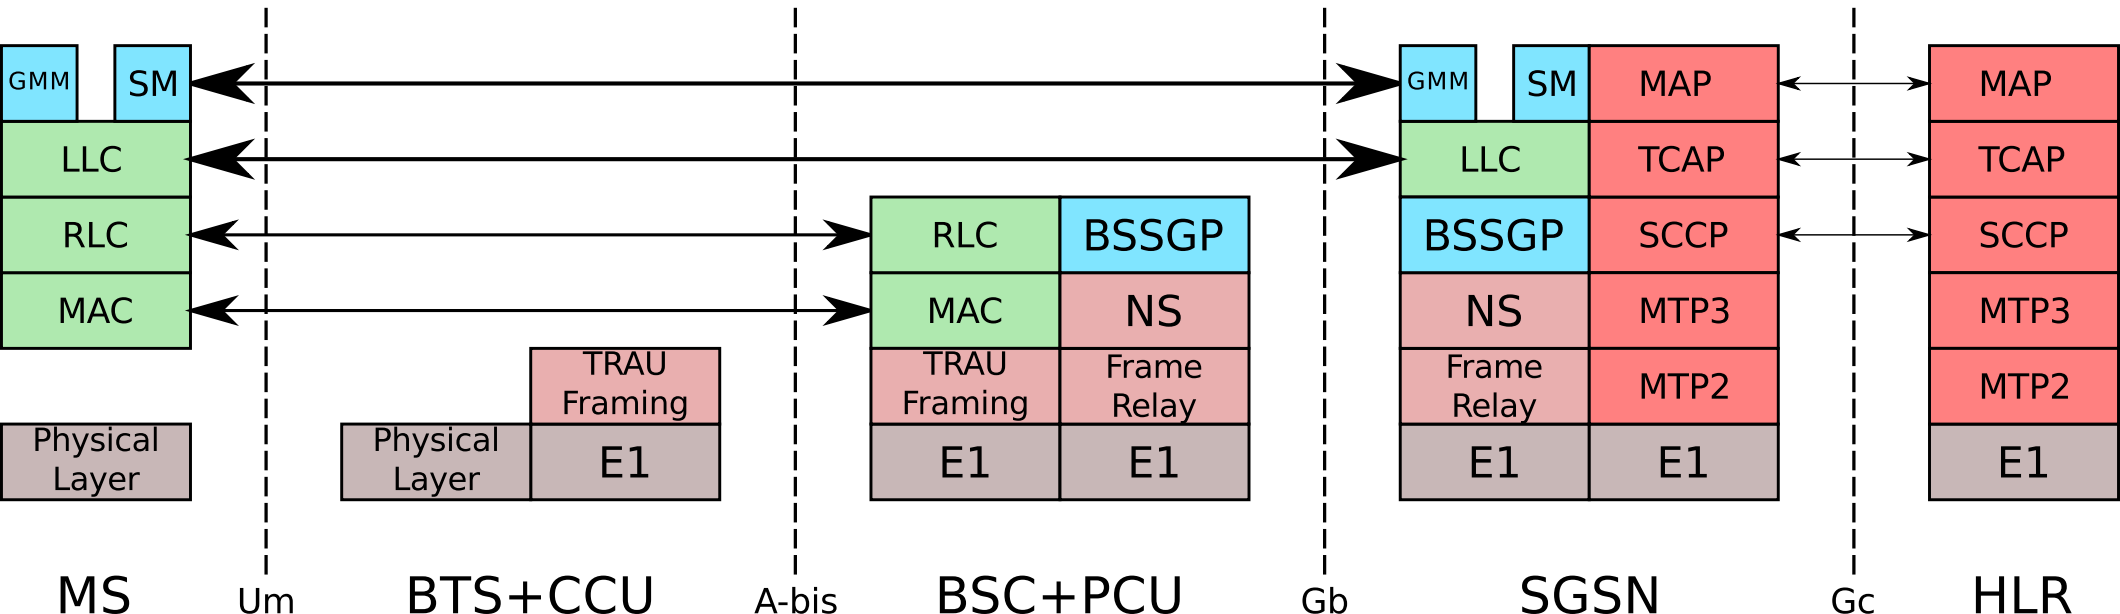 GMM SM GMM SM MAP MAP
LLC LLC TCAP TCAP
RLC RLC BSSGP BSSGP SCCP SCCP
MAC MAC NS NS MTP3 MTP3
TRAU TRAU Frame Frame MTP2 MTP2
Framing Framing Relay Relay
Physical Physical E1 E1 E1 E1 E1 E1
Layer Layer
MS Um BTS+CCU A-bis BSC+PCU Gb SGSN Gc HLR